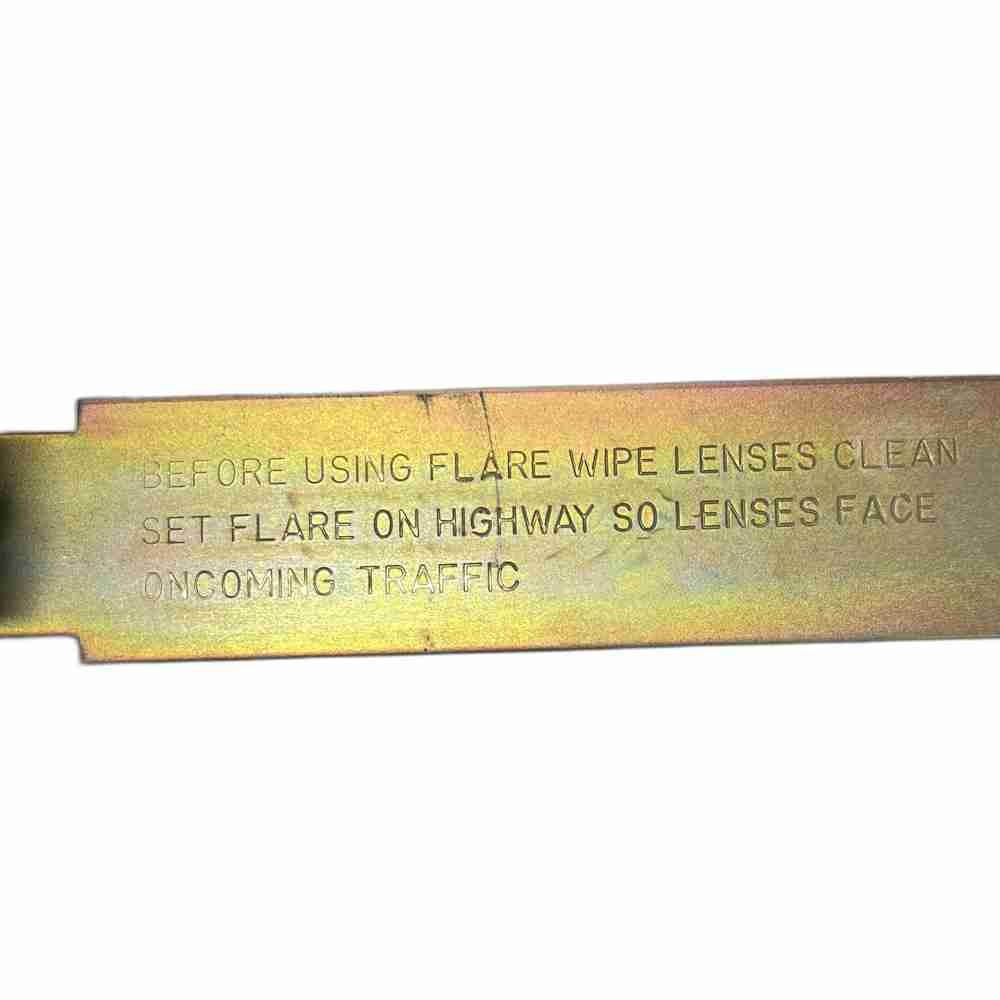 BEFORE USING FLARE WIPE LENSES CLEAN
SET FLARE ON HIGHWAY SO LENSES FACE
ONCOMING TRAFFIC